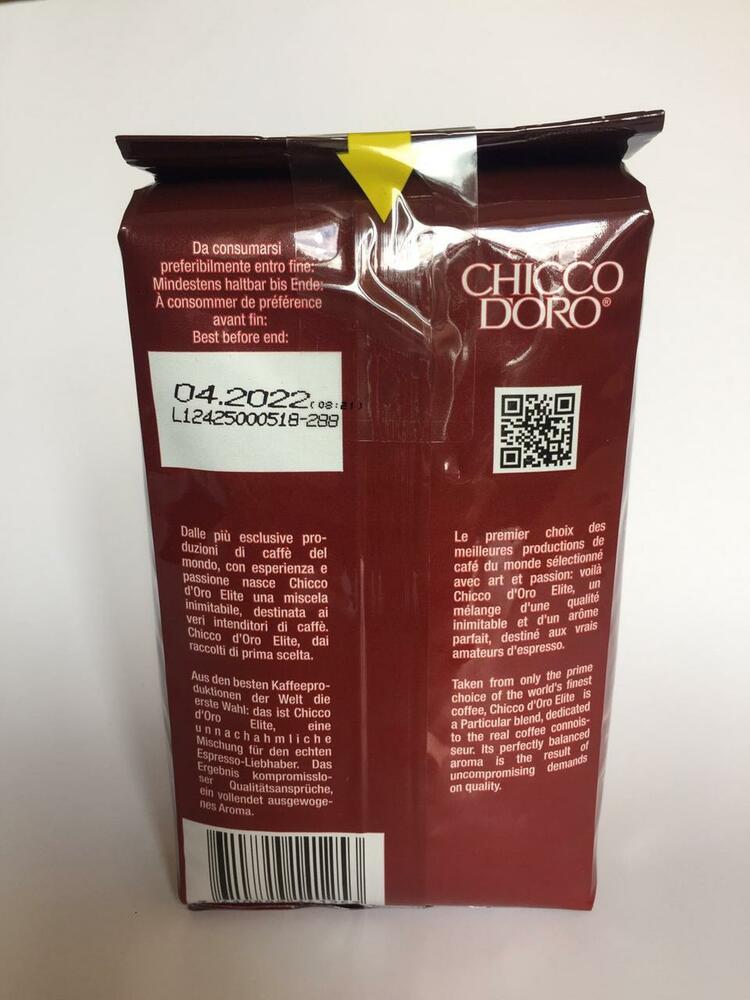 Da consumarsi
preferibilmente entro fine:
Mindestens haltbar bis Ende:
À consommer de préférence
avant fin:
Best before end:
04.2022 (08:21)
L12425000518-288
CHICCO
D'ORO®
Dalle più esclusive pro-
duzioni di caffè del
mondo, con esperienza e
passione nasce Chicco
d'Oro Elite una miscela
inimitabile, destinata ai
veri intenditori di caffè.
Chicco d'Oro Elite, dai
raccolti di prima scelta.
Aus den besten Kaffeepro-
duktionen der Welt die
erste Wahl: das ist Chicco
d'Oro Elite, eine
unnachahmliche
Mischung für den echten
Espresso-Liebhaber. Das
Ergebnis kompromisslo-
ser Qualitätsansprüche,
ein vollendet ausgewoge-
nes Aroma.
Le premier choix des
meilleures productions de
café du monde sélectionné
avec art et passion: voilà
Chicco d'Oro Elite, un
mélange d'une qualité
inimitable et d'un arôme
parfait, destiné aux vrais
amateurs d'espresso.
Taken from only the prime
choice of the world's finest
coffee, Chicco d'Oro Elite is
a Particular blend, dedicated
to the real coffee connois-
seur. Its perfectly balanced
aroma is the result of
uncompromising demands
on quality.